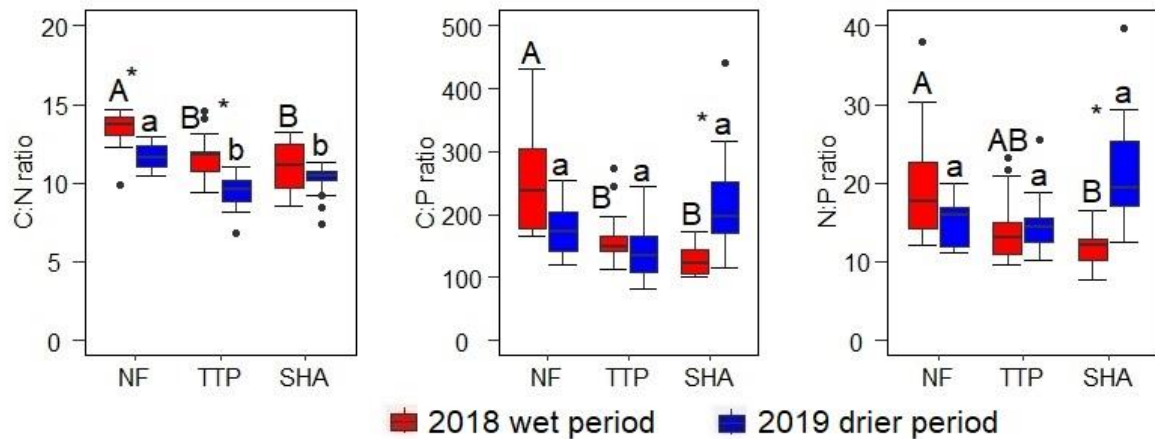 20
15
10
5
0
C:N ratio
A
*
a
B
*
b
B
b
NF TTP SHA
500
400
300
200
100
0
C:P ratio
A
a
B
a
B
*
a
NF TTP SHA
40
30
20
10
0
N:P ratio
A
a
AB
a
B
*
a
NF TTP SHA
2018 wet period 2019 drier period